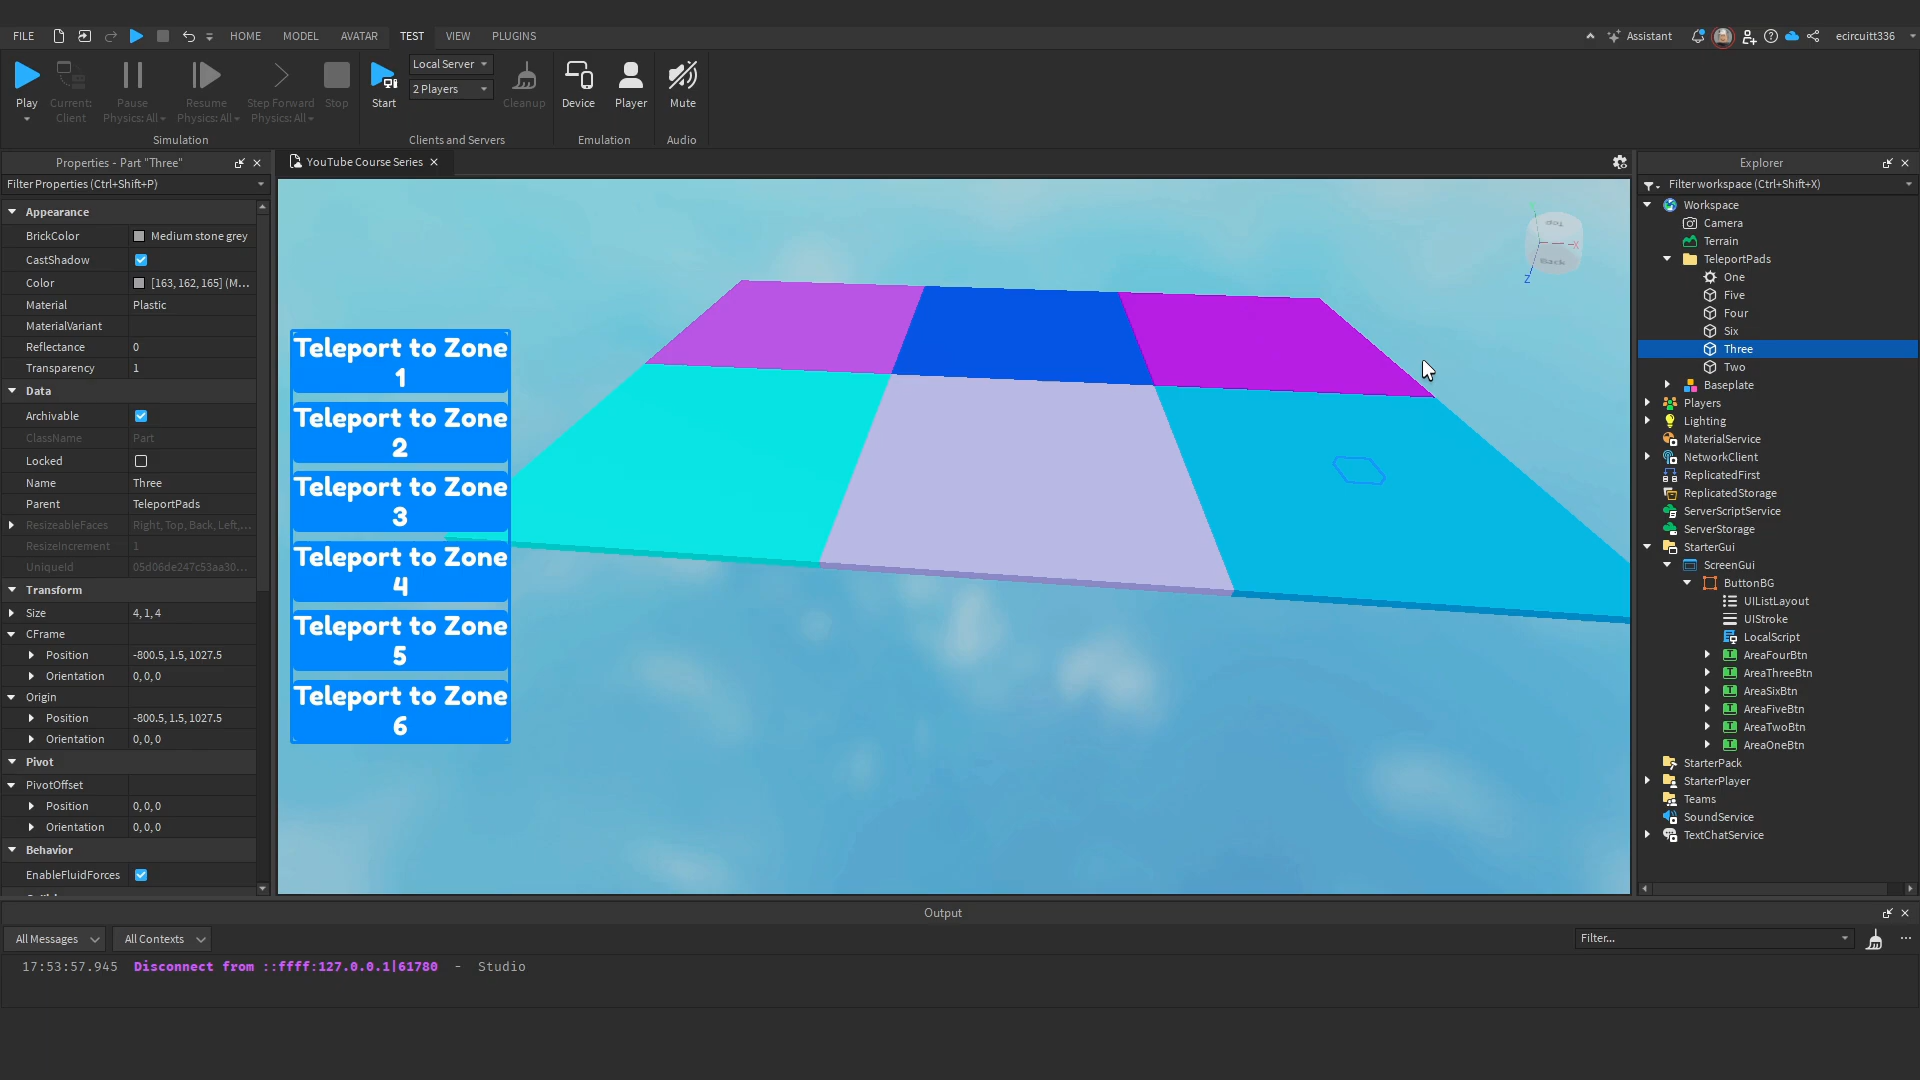 FILE HOME MODEL AVATAR TEST VIEW PLUGINS Assistant ecircuitt336
Play Current: Client Pause Physics: All Resume Physics: All Step Forward Physics: All Stop
Simulation
Start Local Server 2 Players Cleanup
Clients and Servers
Device Player
Emulation
Mute
Audio
Properties - Part "Three"
Filter Properties (Ctrl+Shift+P)
Appearance
BrickColor Medium stone grey
CastShadow
Color [163, 162, 165] (M...
Material Plastic
MaterialVariant
Reflectance 0
Transparency 1
Data
Archivable
ClassName Part
Locked
Name Three
Parent TeleportPads
ResizeableFaces Right, Top, Back, Left,...
ResizeIncrement 1
UniqueId 05d06de247c53aa30...
Transform
Size 4, 1, 4
CFrame
Position -800.5, 1.5, 1027.5
Orientation 0, 0, 0
Origin
Position -800.5, 1.5, 1027.5
Orientation 0, 0, 0
Pivot
PivotOffset
Position 0, 0, 0
Orientation 0, 0, 0
Behavior
EnableFluidForces
YouTube Course Series
Teleport to Zone
1
Teleport to Zone
2
Teleport to Zone
3
Teleport to Zone
4
Teleport to Zone
5
Teleport to Zone
6
Top
Back
X
Z
Explorer
Filter workspace (Ctrl+Shift+X)
Workspace
Camera
Terrain
TeleportPads
One
Five
Four
Six
Three
Two
Baseplate
Players
Lighting
MaterialService
NetworkClient
ReplicatedFirst
ReplicatedStorage
ServerScriptService
ServerStorage
StarterGui
ScreenGui
ButtonBG
UIListLayout
UIStroke
LocalScript
AreaFourBtn
AreaThreeBtn
AreaSixBtn
AreaFiveBtn
AreaTwoBtn
AreaOneBtn
StarterPack
StarterPlayer
Teams
SoundService
TextChatService
Output
All Messages All Contexts Filter...
17:53:57.945 Disconnect from ::ffff:127.0.0.1|61780 - Studio